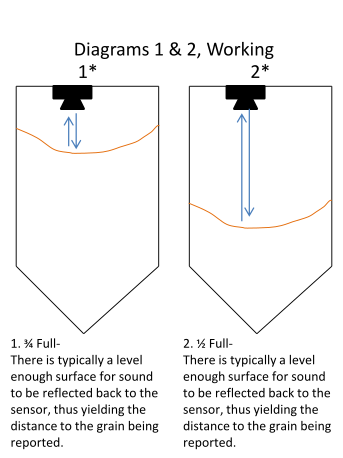 Diagrams 1 & 2, Working
1*
2*
1. ¾ Full-
There is typically a level
enough surface for sound
to be reflected back to the
sensor, thus yielding the
distance to the grain being
reported.
2. ½ Full-
There is typically a level
enough surface for sound
to be reflected back to the
sensor, thus yielding the
distance to the grain being
reported.